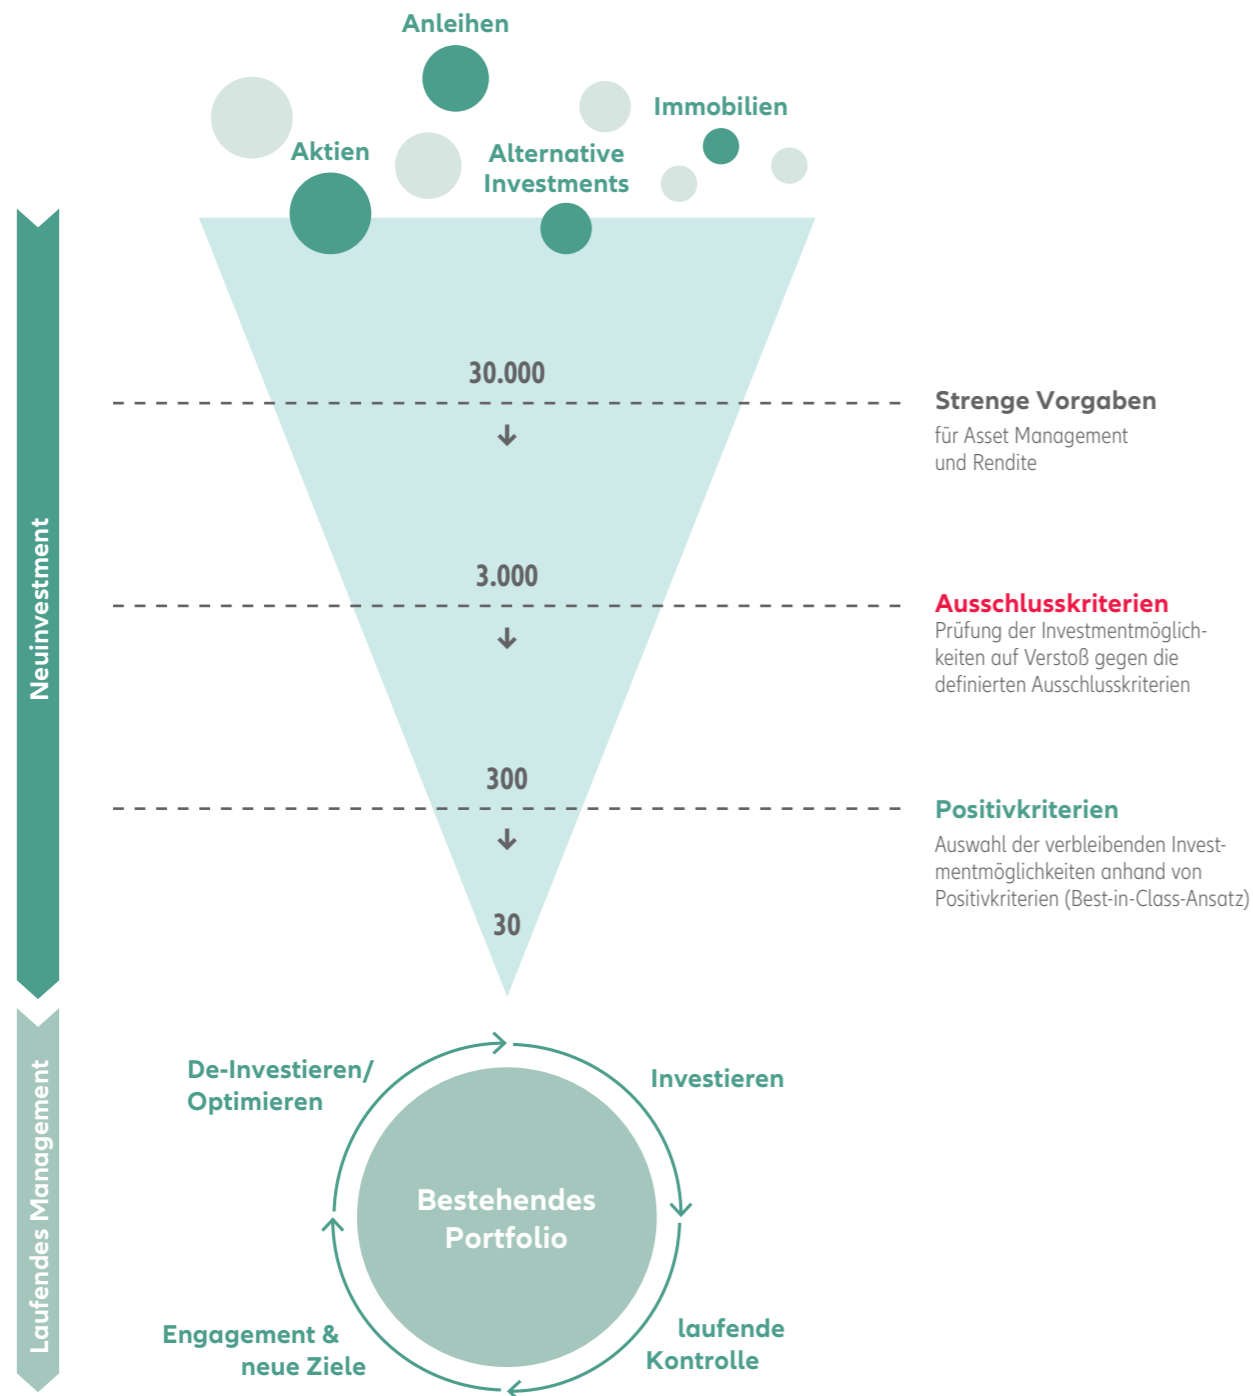 Anleihen
Immobilien
Aktien
Alternative
Investments
Neuinvestment
30.000
Strenge Vorgaben
für Asset Management
und Rendite
3.000
Ausschlusskriterien
Prüfung der Investmentmöglich-
keiten auf Verstoß gegen die
definierten Ausschlusskriterien
300
Positivkriterien
Auswahl der verbleibenden Invest-
mentmöglichkeiten anhand von
Positivkriterien (Best-in-Class-Ansatz)
30
Laufendes Management
De-Investieren/
Optimieren
Investieren
Bestehendes
Portfolio
Engagement &
neue Ziele
laufende
Kontrolle